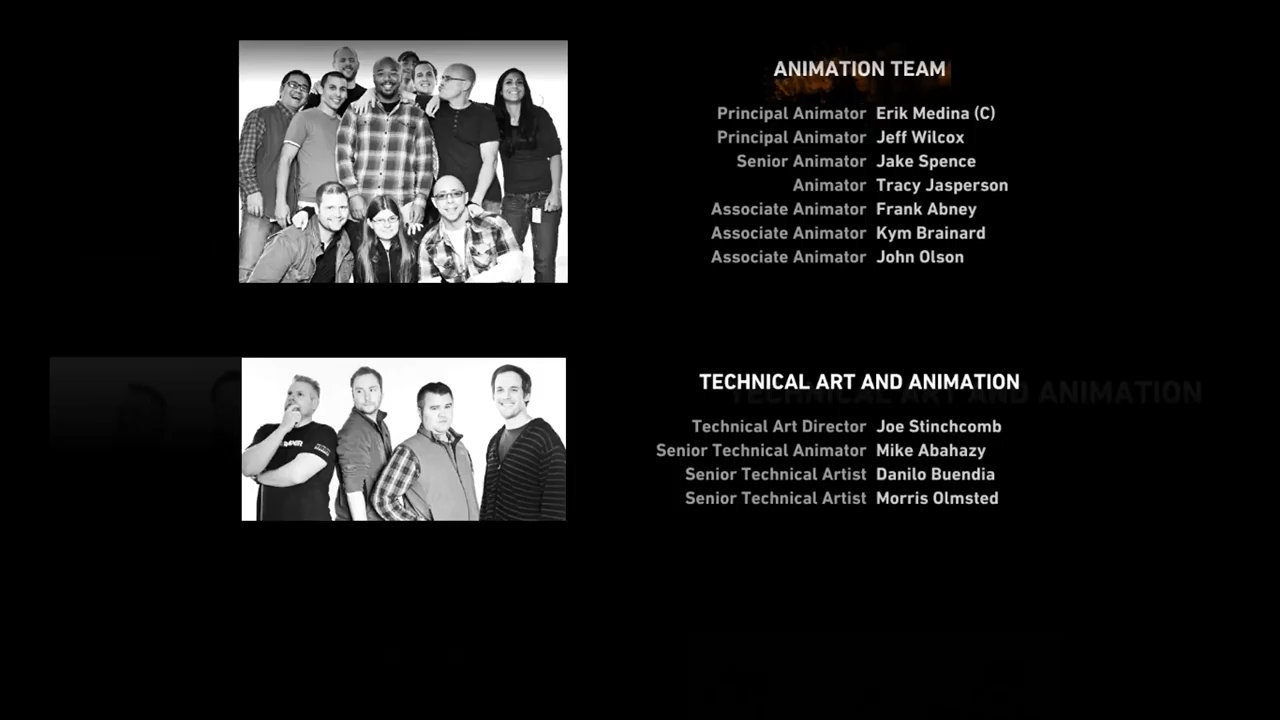 ANIMATION TEAM
Principal Animator Erik Medina (C)
Principal Animator Jeff Wilcox
Senior Animator Jake Spence
Animator Tracy Jasperson
Associate Animator Frank Abney
Associate Animator Kym Brainard
Associate Animator John Olson
TECHNICAL ART AND ANIMATION
Technical Art Director Joe Stinchcomb
Senior Technical Animator Mike Abahazy
Senior Technical Artist Danilo Buendia
Senior Technical Artist Morris Olmsted